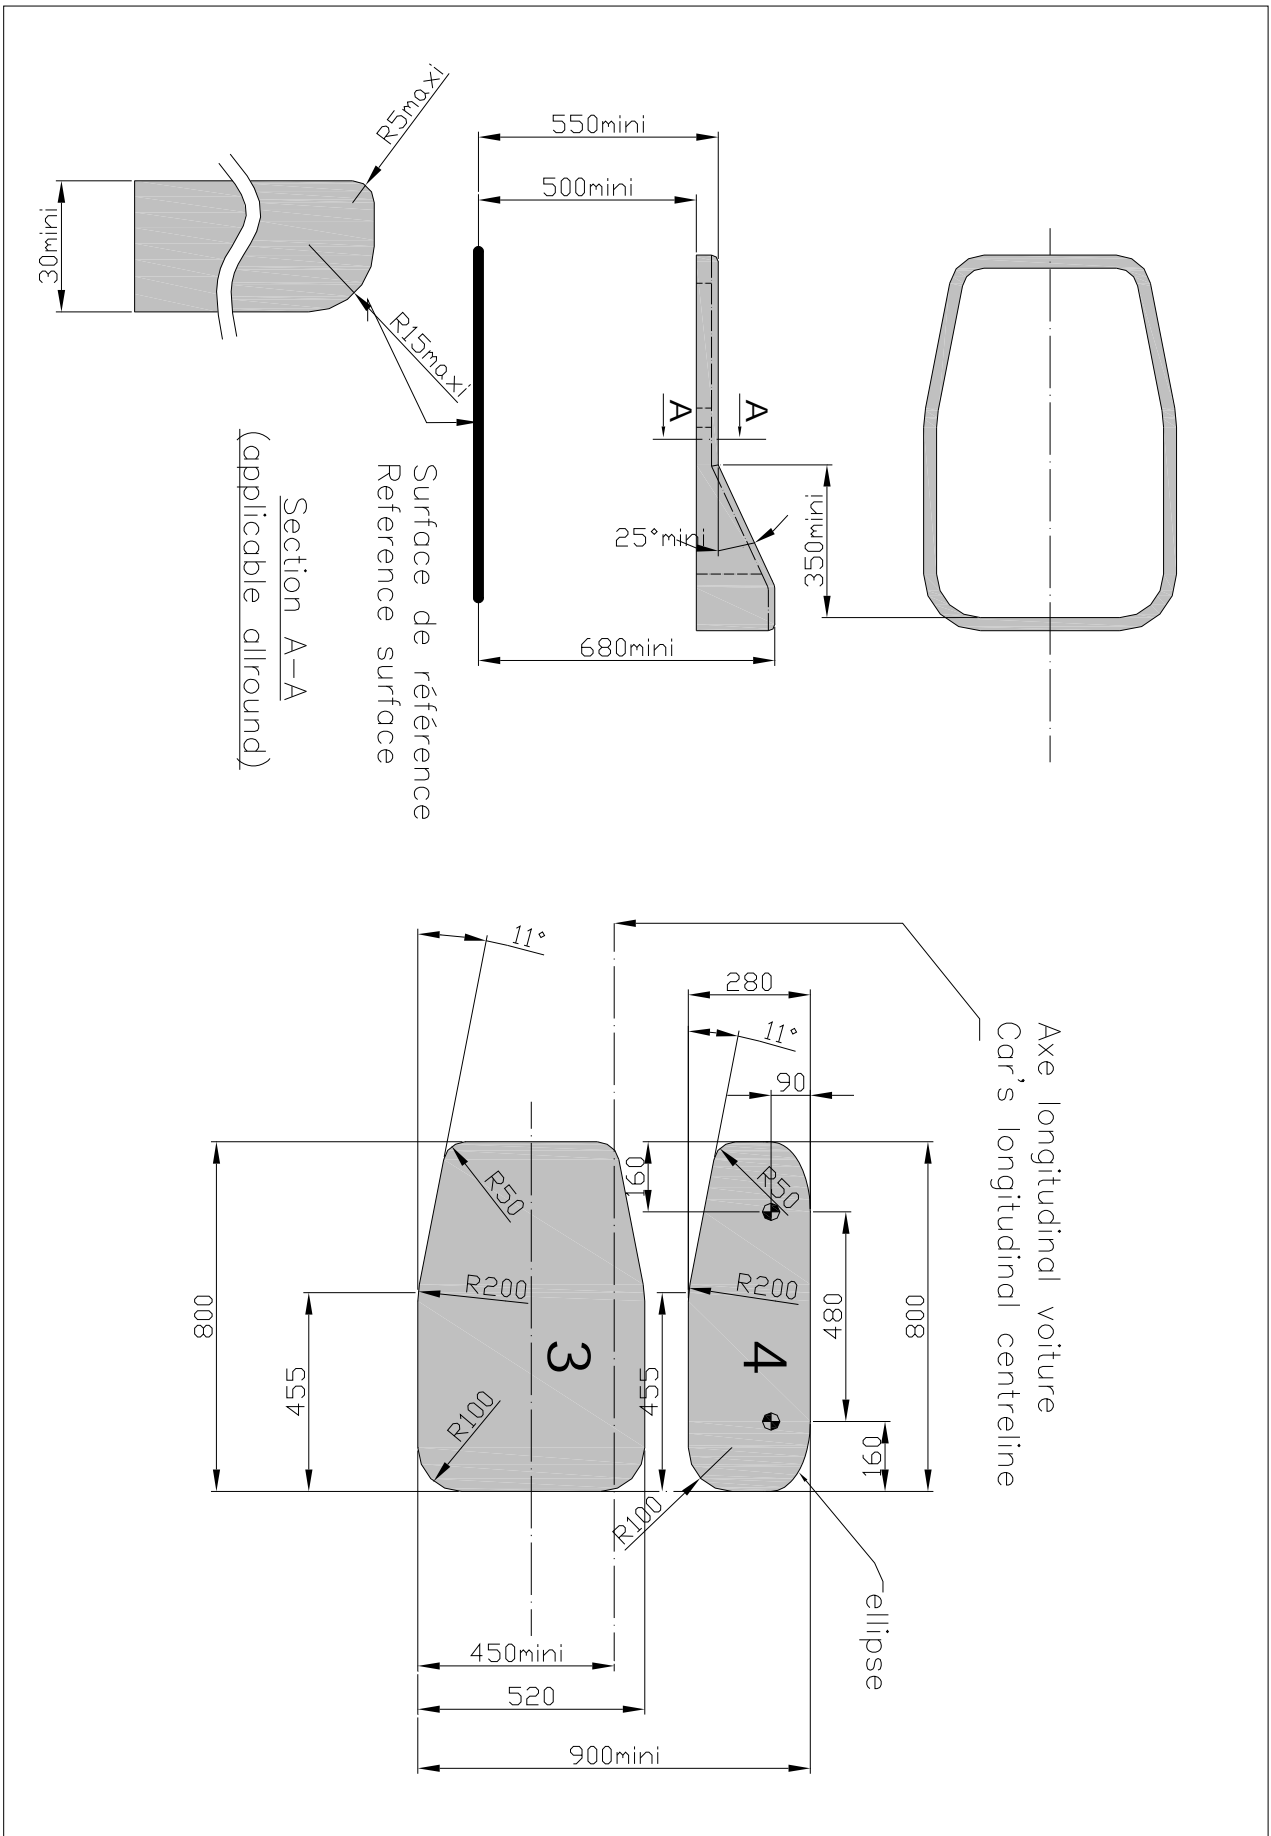 550mini
500mini
R5maxi
30mini
R15maxi
A
A
25°mini
350mini
680mini
Surface de référence
Reference surface
Section A-A
(applicable allround)
Axe longitudinal voiture
Car's longitudinal centreline
11°
280
11°
90
160
R50
R50
R200
R200
480
800
800
3
4
455
455
R100
R100
160
ellipse
450mini
520
900mini